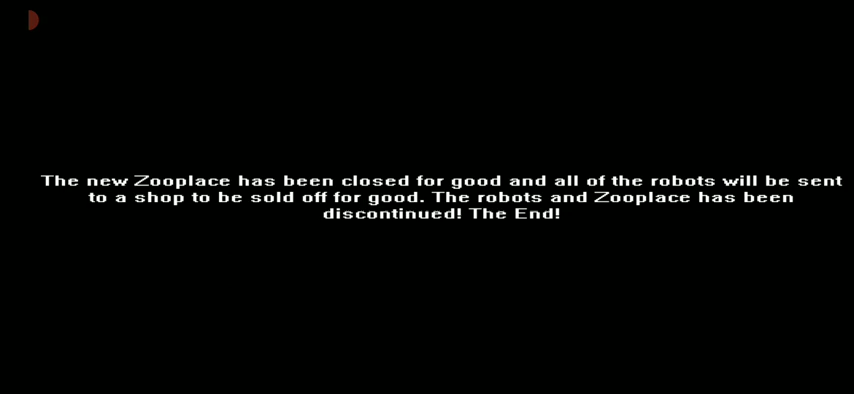 The new Zooplace has been closed for good and all of the robots will be sent
to a shop to be sold off for good. The robots and Zooplace has been
discontinued! The End!